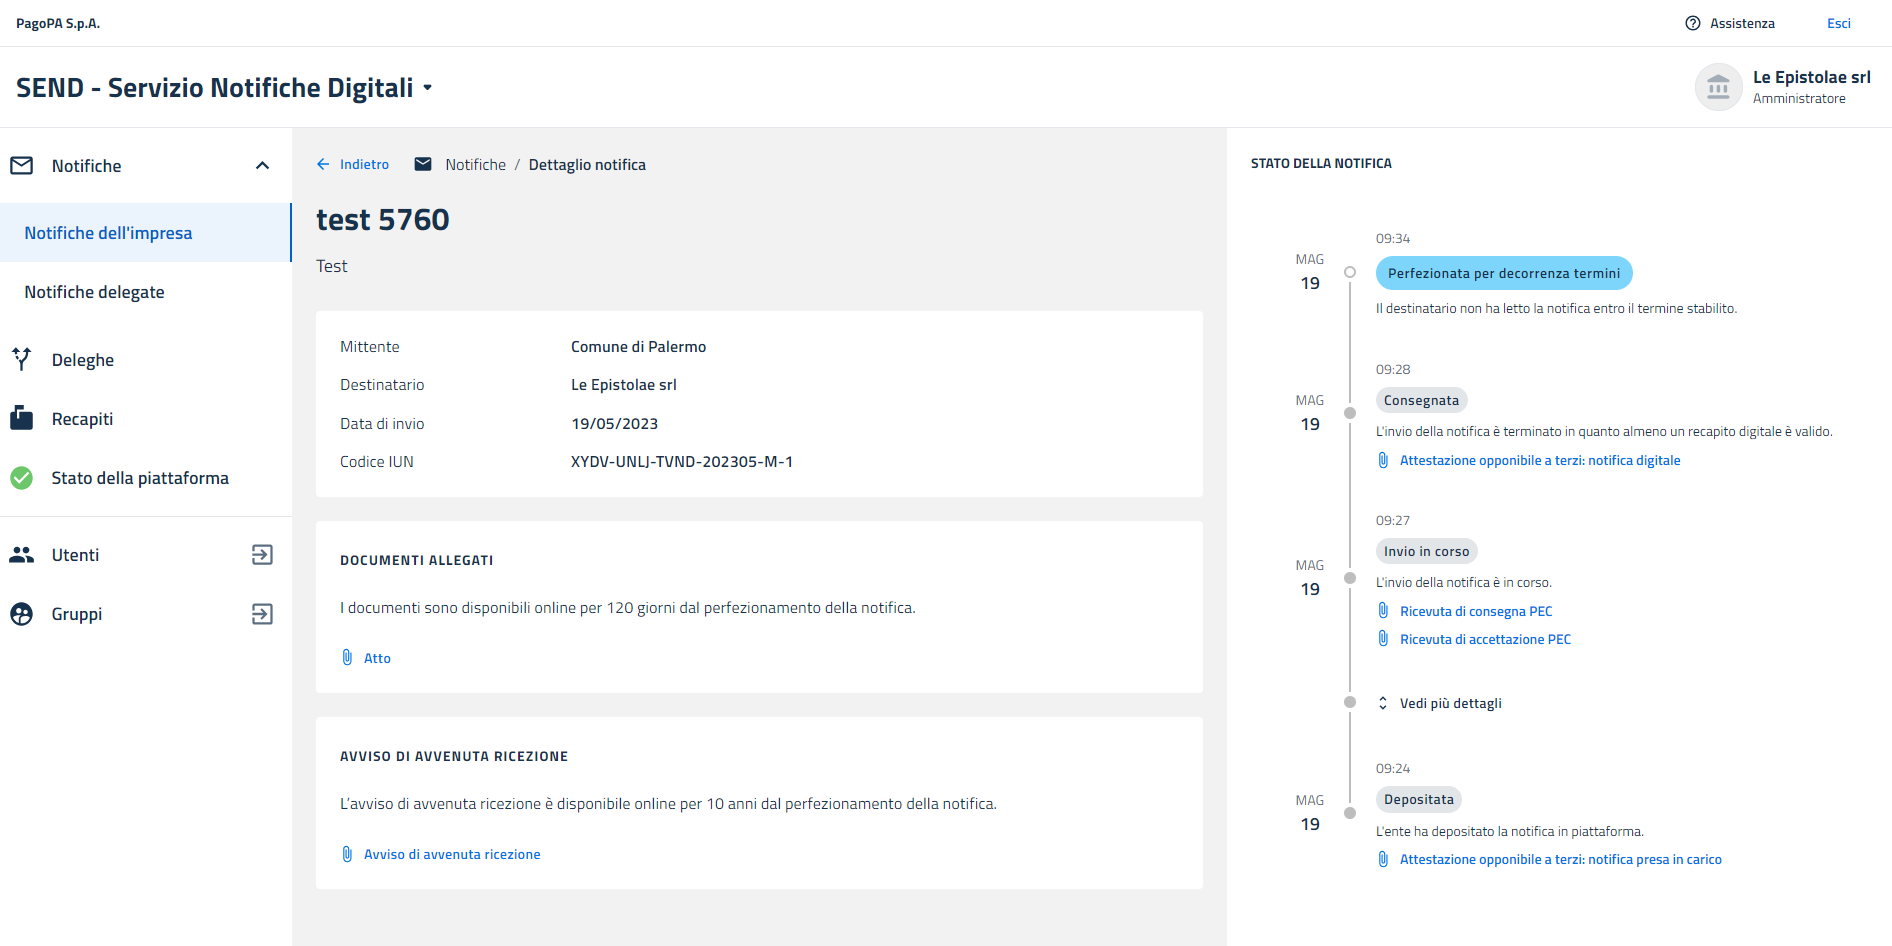 PagoPA S.p.A.
Assistenza
Esci
SEND - Servizio Notifiche Digitali
Le Epistolae srl
Amministratore
Notifiche
Notifiche dell'impresa
Notifiche delegate
Deleghe
Recapiti
Stato della piattaforma
Utenti
Gruppi
Indietro
Notifiche / Dettaglio notifica
test 5760
Test
Mittente Comune di Palermo
Destinatario Le Epistolae srl
Data di invio 19/05/2023
Codice IUN XYDV-UNLJ-TVND-202305-M-1
DOCUMENTI ALLEGATI
I documenti sono disponibili online per 120 giorni dal perfezionamento della notifica.
Atto
AVVISO DI AVVENUTA RICEZIONE
L'avviso di avvenuta ricezione è disponibile online per 10 anni dal perfezionamento della notifica.
Avviso di avvenuta ricezione
STATO DELLA NOTIFICA
09:34
MAG
19
Perfezionata per decorrenza termini
Il destinatario non ha letto la notifica entro il termine stabilito.
09:28
MAG
19
Consegnata
L'invio della notifica è terminato in quanto almeno un recapito digitale è valido.
Attestazione opponibile a terzi: notifica digitale
09:27
MAG
19
Invio in corso
L'invio della notifica è in corso.
Ricevuta di consegna PEC
Ricevuta di accettazione PEC
Vedi più dettagli
09:24
MAG
19
Depositata
L'ente ha depositato la notifica in piattaforma.
Attestazione opponibile a terzi: notifica presa in carico